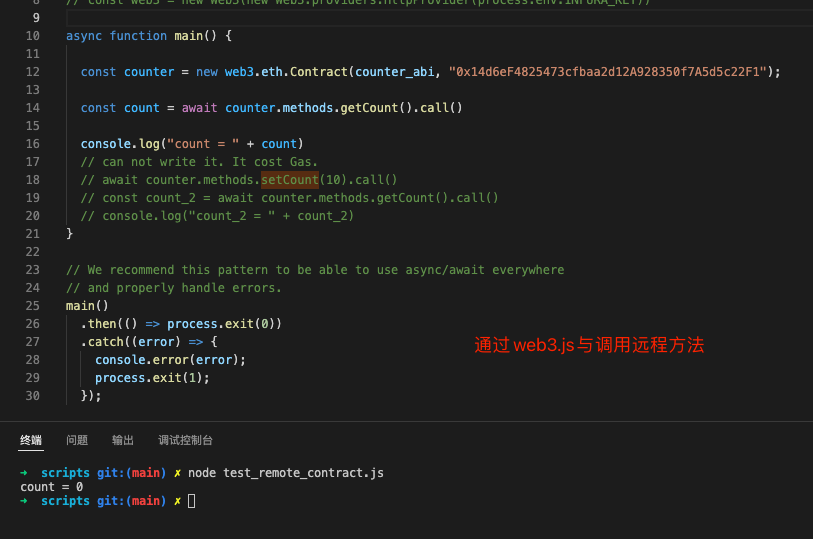 8 // const web3 = new Web3(new Web3.providers.HttpProvider(process.env.INFURA_KEY))
9
10 async function main() {
11
12 const counter = new web3.eth.Contract(counter_abi, "0x14d6eF4825473cfbaa2d12A928350f7A5d5c22F1");
13
14 const count = await counter.methods.getCount().call()
15
16 console.log("count = " + count)
17 // can not write it. It cost Gas.
18 // await counter.methods.setCount(10).call()
19 // const count_2 = await counter.methods.getCount().call()
20 // console.log("count_2 = " + count_2)
21 }
22
23 // We recommend this pattern to be able to use async/await everywhere
24 // and properly handle errors.
25 main()
26 .then(() => process.exit(0))
27 .catch((error) => {
28 console.error(error);
29 process.exit(1);
30 });
通过web3.js与调用远程方法
终端 问题 输出 调试控制台
➜ scripts git:(main) ✗ node test_remote_contract.js
count = 0
➜ scripts git:(main) ✗